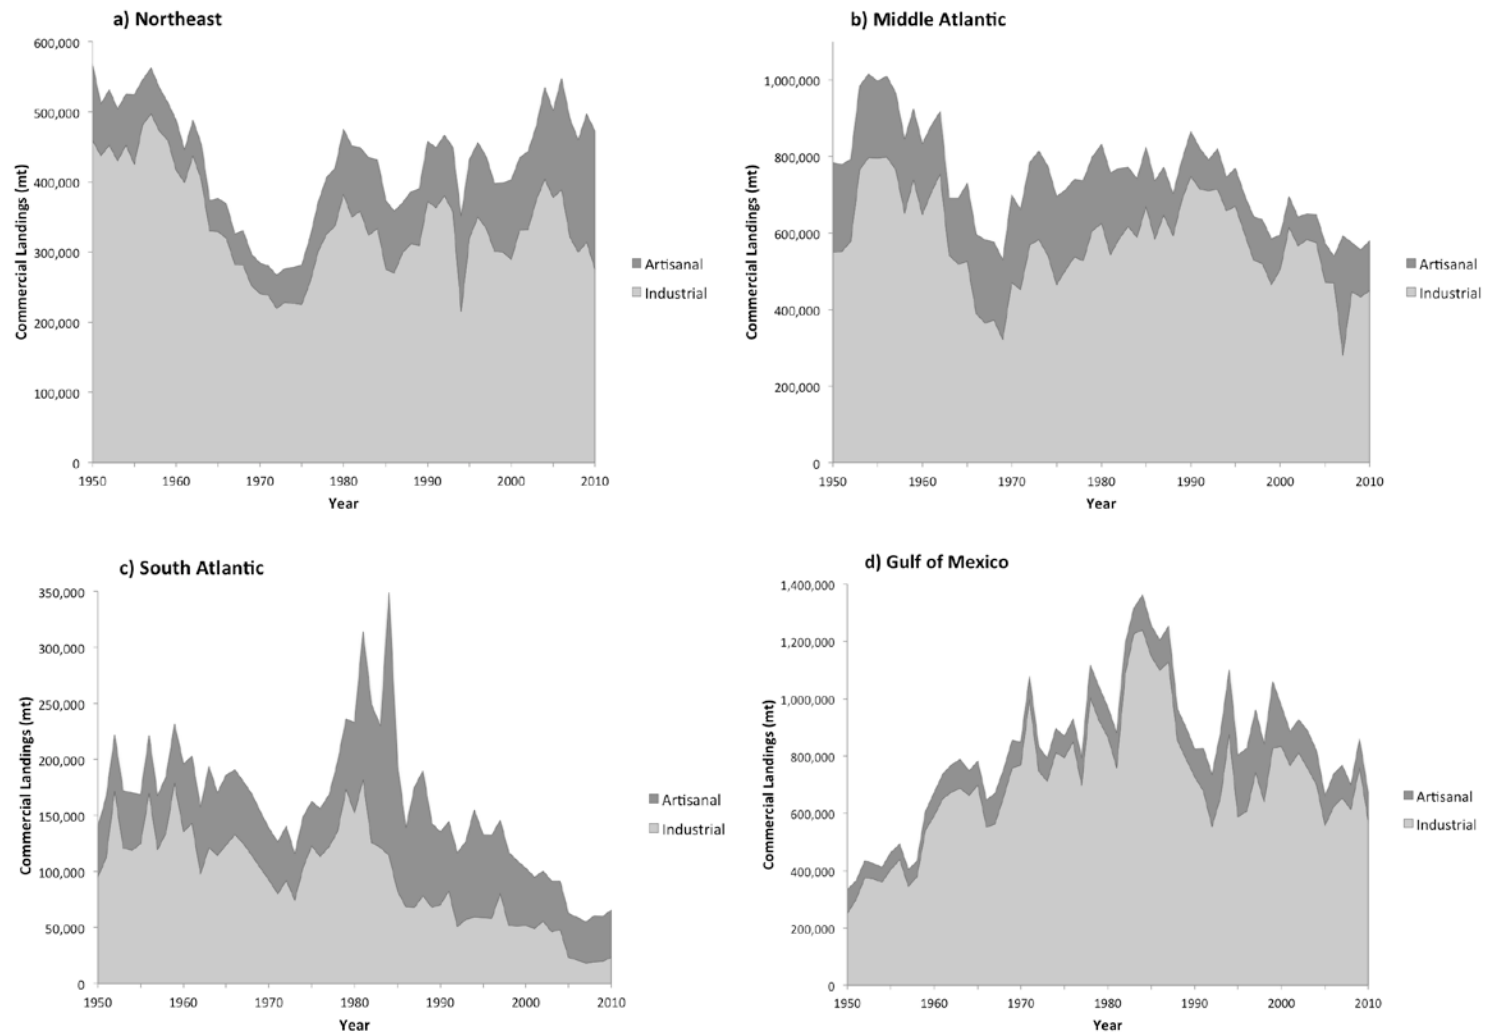 a) Northeast
600,000
500,000
400,000
300,000
200,000
100,000
0
Commercial Landings (mt)
1950 1960 1970 1980 1990 2000 2010
Year
Artisanal
Industrial
b) Middle Atlantic
1,000,000
800,000
600,000
400,000
200,000
0
Commercial Landings (mt)
1950 1960 1970 1980 1990 2000 2010
Year
Artisanal
Industrial
c) South Atlantic
350,000
300,000
250,000
200,000
150,000
100,000
50,000
0
Commercial Landings (mt)
1950 1960 1970 1980 1990 2000 2010
Year
Artisanal
Industrial
d) Gulf of Mexico
1,400,000
1,200,000
1,000,000
800,000
600,000
400,000
200,000
0
Commercial Landings (mt)
1950 1960 1970 1980 1990 2000 2010
Year
Artisanal
Industrial